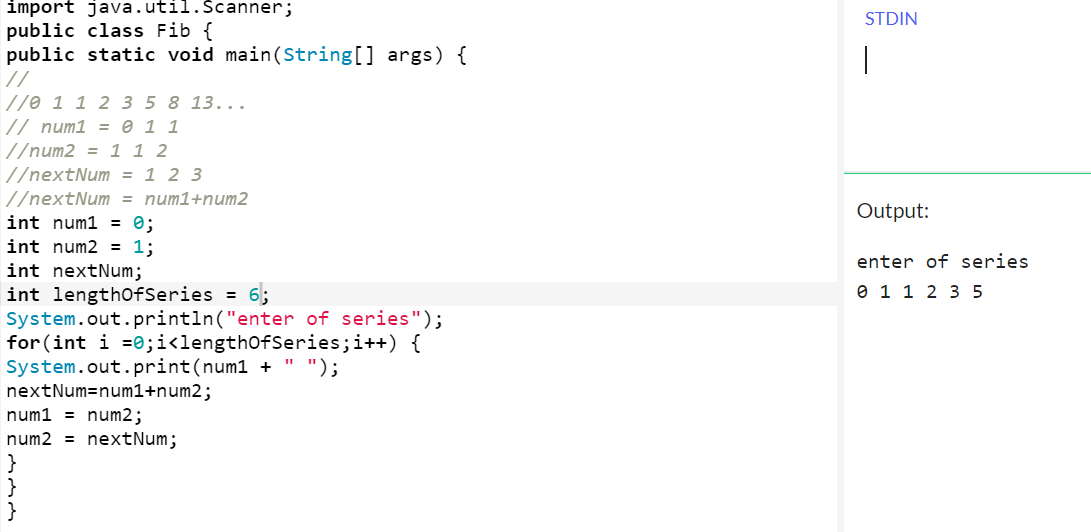 import java.util.Scanner;
public class Fib {
public static void main(String[] args) {
//
//0 1 1 2 3 5 8 13...
// num1 = 0 1 1
//num2 = 1 1 2
//nextNum = 1 2 3
//nextNum = num1+num2
int num1 = 0;
int num2 = 1;
int nextNum;
int lengthOfSeries = 6;
System.out.println("enter of series");
for(int i =0;i<lengthOfSeries;i++) {
System.out.print(num1 + " ");
nextNum=num1+num2;
num1 = num2;
num2 = nextNum;
}
}
}
STDIN
Output:
enter of series
0 1 1 2 3 5